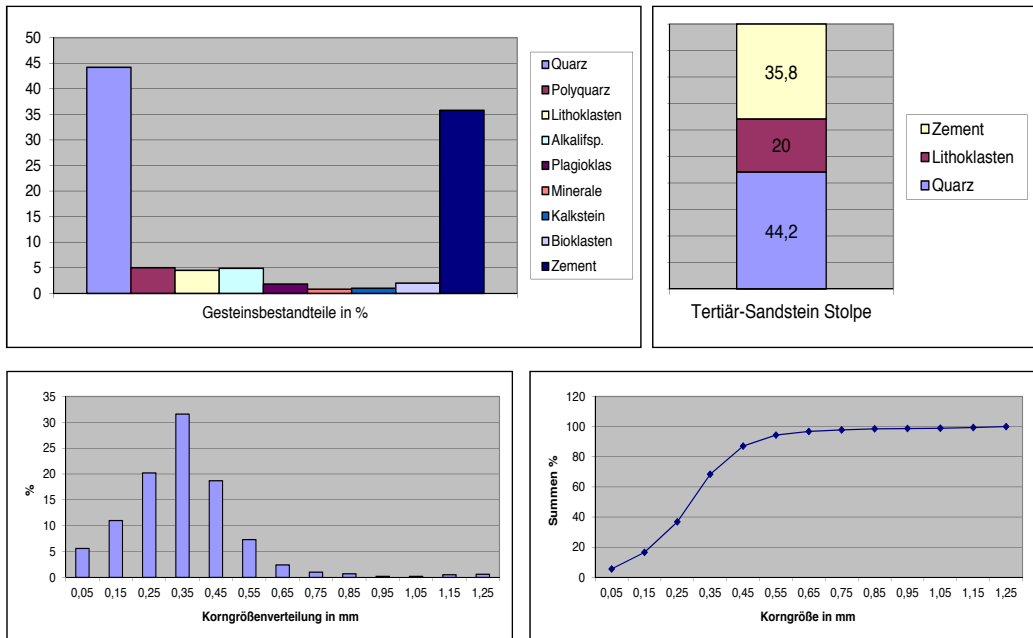 50
45
40
35
30
25
20
15
10
5
0
Gesteinsbestandteile in %
Quarz
Polyquarz
Lithoklasten
Alkalifsp.
Plagioklas
Minerale
Kalkstein
Bioklasten
Zement
35,8
20
44,2
Tertiär-Sandstein Stolpe
Zement
Lithoklasten
Quarz
35
30
25
20
15
10
5
0
%
0,05 0,15 0,25 0,35 0,45 0,55 0,65 0,75 0,85 0,95 1,05 1,15 1,25
Korngrößenverteilung in mm
120
100
80
60
40
20
0
Summen %
0,05 0,15 0,25 0,35 0,45 0,55 0,65 0,75 0,85 0,95 1,05 1,15 1,25
Korngröße in mm